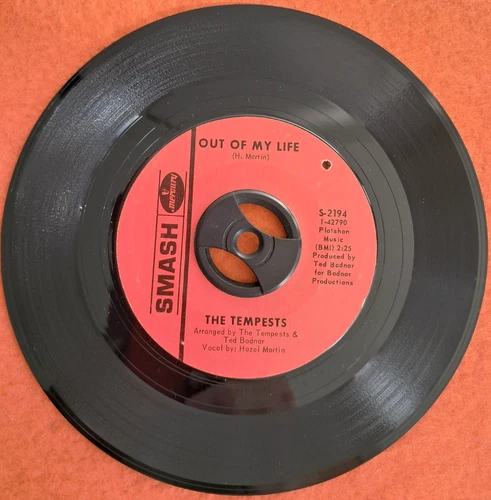 OUT OF MY LIFE
(H. Martin)
SMASH
mercury
S-2194
1-42790
Platshon
Music
(BMI) 2:25
Produced by
Ted Bodnar
for Bodnar
Productions
THE TEMPESTS
Arranged by The Tempests &
Ted Bodnar
Vocal by: Hazel Martin